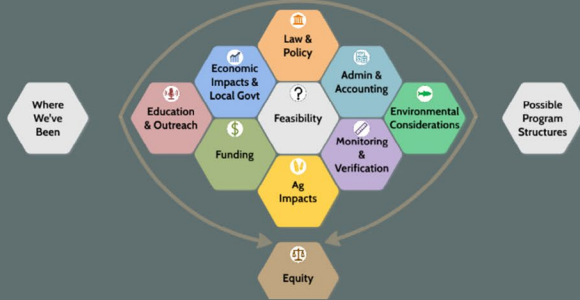 Law &
Policy
Economic
Impacts &
Local Govt
Admin &
Accounting
Where
We've
Been
Education
& Outreach
?
Feasibility
Environmental
Considerations
Possible
Program
Structures
$
Funding
Monitoring
&
Verification
Ag
Impacts
Equity